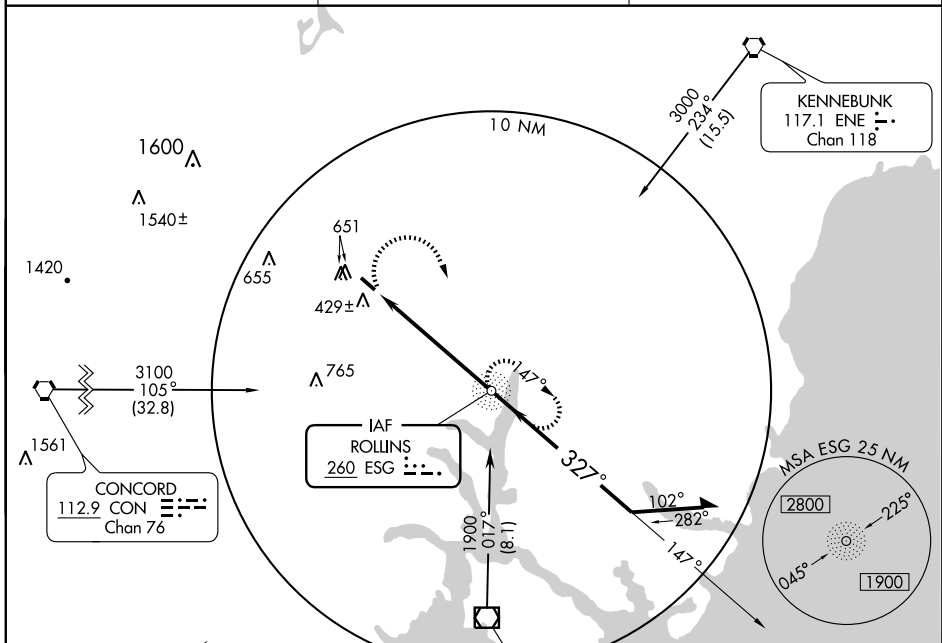 10 NM
3000
234°
(15.5)
KENNEBUNK
117.1 ENE
Chan 118
1600
1540±
651
1420
655
429±
3100
105°
(32.8)
765
147°
IAF
ROLLINS
260 ESG
327°
1561
CONCORD
112.9 CON
Chan 76
1900
017°
(8.1)
102°
282°
147°
MSA ESG 25 NM
2800
225°
045°
1900